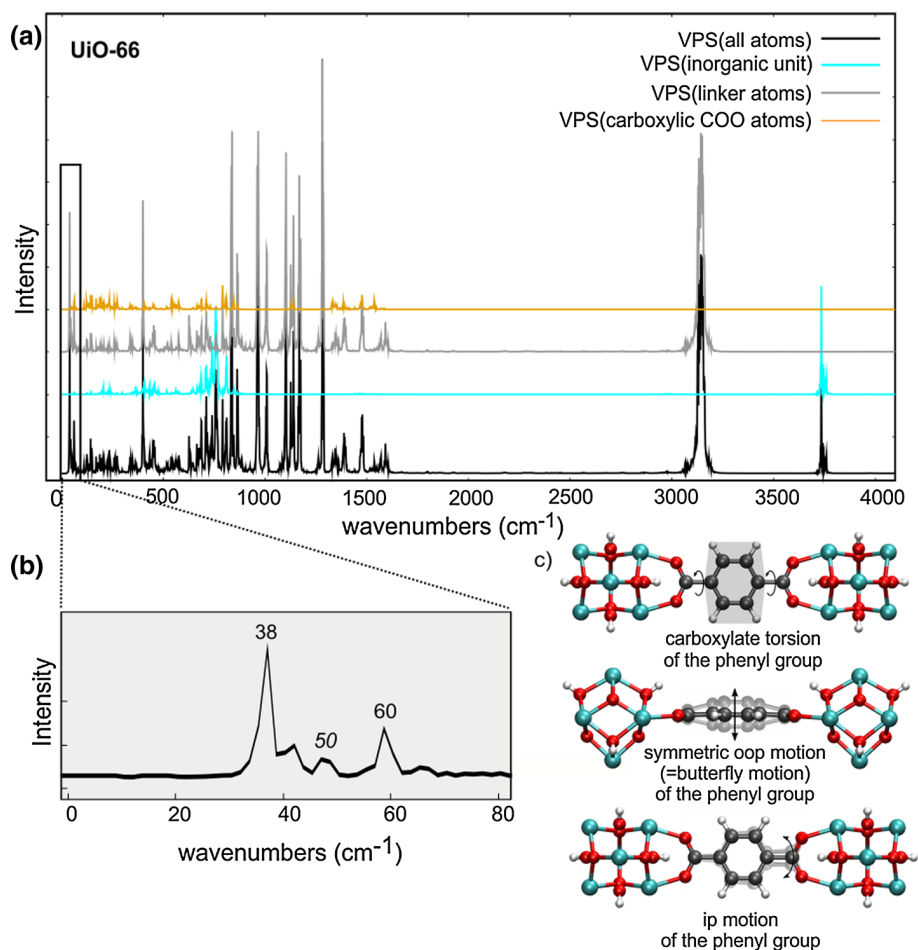 (a)
UiO-66
VPS(all atoms)
VPS(inorganic unit)
VPS(linker atoms)
VPS(carboxylic COO atoms)
Intensity
0 500 1000 1500 2000 2500 3000 3500 4000
wavenumbers (cm-1)
(b)
38
50
60
Intensity
0 20 40 60 80
wavenumbers (cm-1)
c)
carboxylate torsion
of the phenyl group
symmetric oop motion
(=butterfly motion)
of the phenyl group
ip motion
of the phenyl group